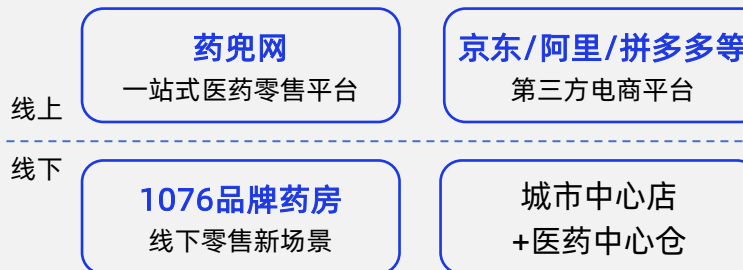 药兜网
一站式医药零售平台
京东/阿里/拼多多等
第三方电商平台
线上
线下
1076品牌药房
线下零售新场景
城市中心店
+医药中心仓